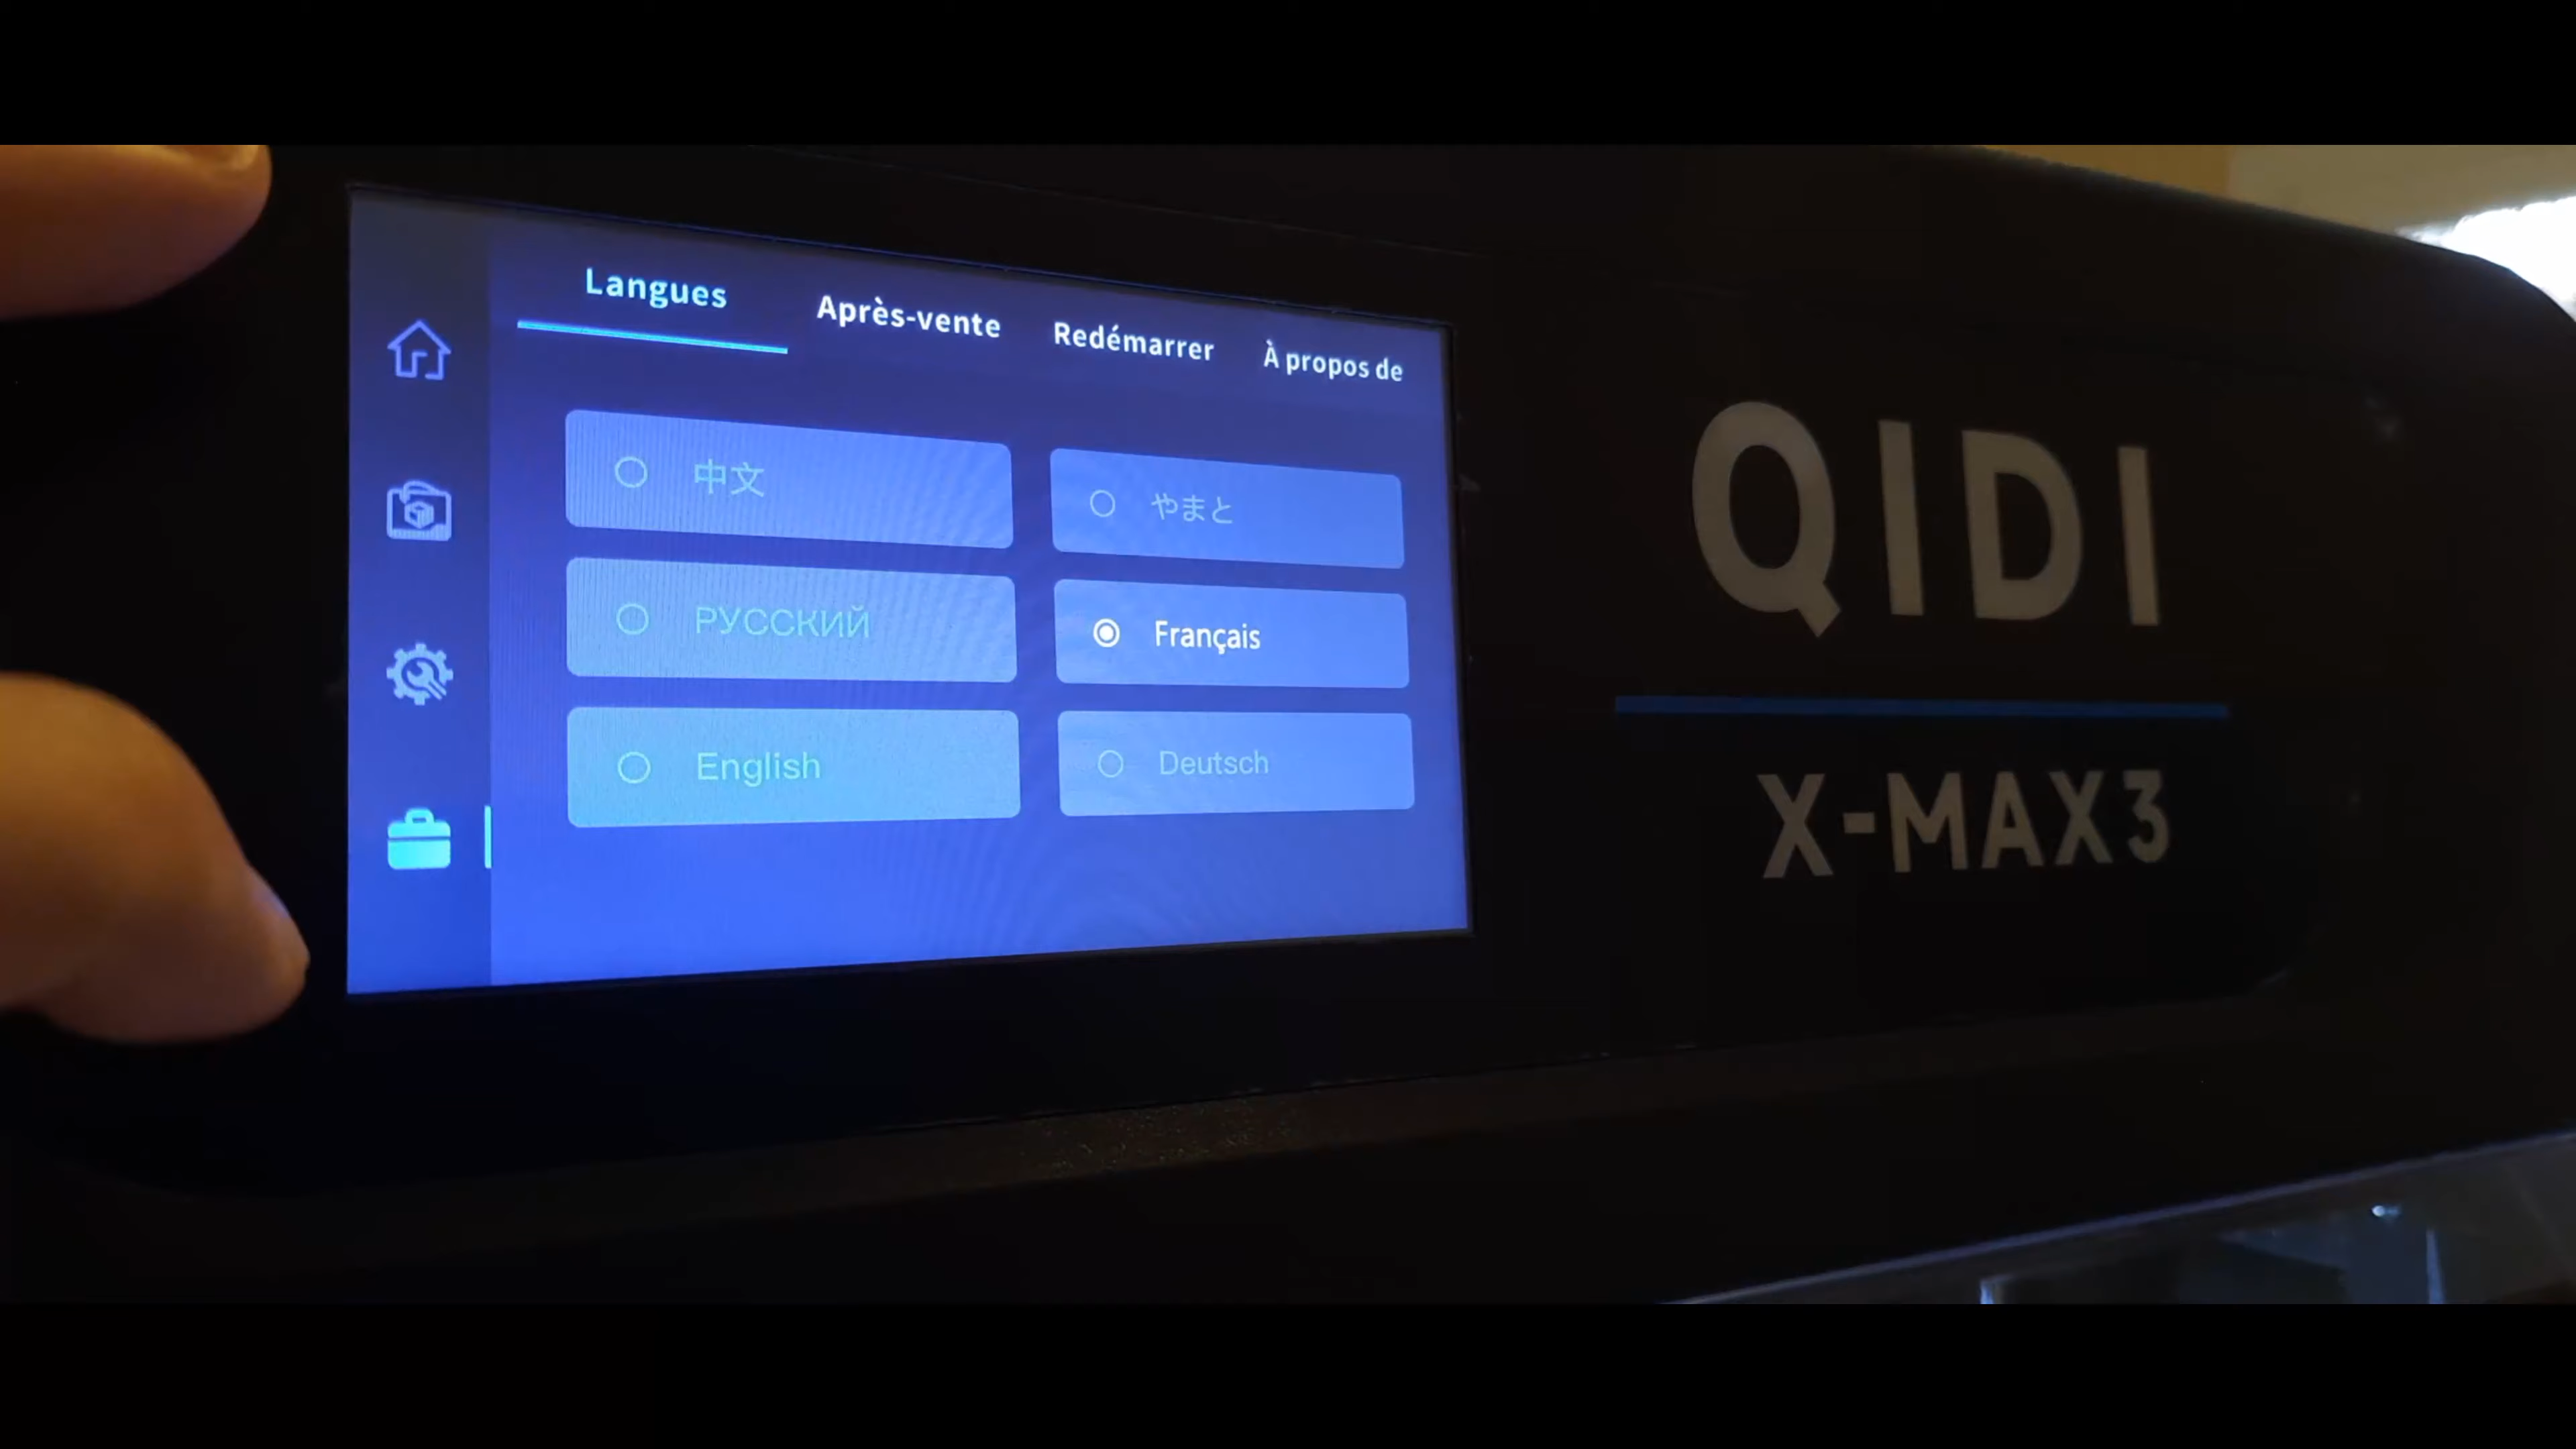 Langues
Après-vente
Redémarrer
À propos de
中文
やまと
РУССКИЙ
Français
English
Deutsch
QIDI
X-MAX3